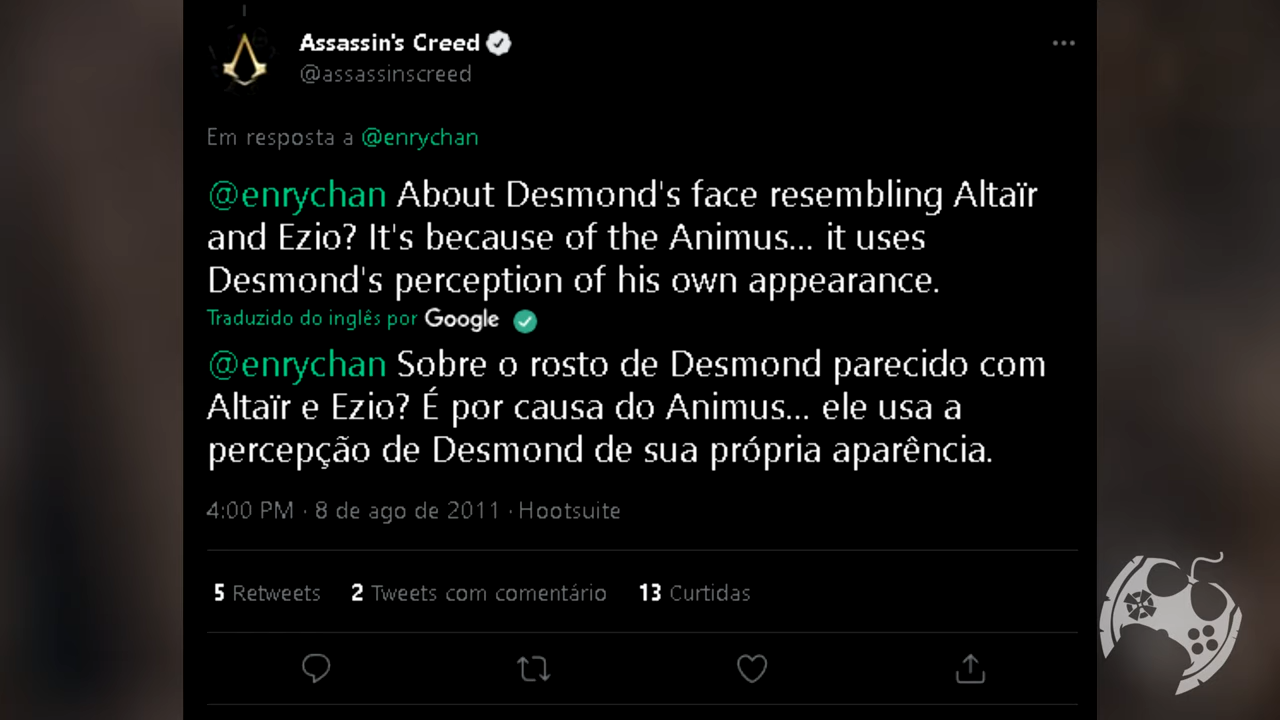 Assassin's Creed
@assassinscreed
Em resposta a @enrychan
@enrychan About Desmond's face resembling Altaïr
and Ezio? It's because of the Animus... it uses
Desmond's perception of his own appearance.
Traduzido do inglês por Google
@enrychan Sobre o rosto de Desmond parecido com
Altaïr e Ezio? É por causa do Animus... ele usa a
percepção de Desmond de sua própria aparência.
4:00 PM · 8 de ago de 2011 · Hootsuite
5 Retweets 2 Tweets com comentário 13 Curtidas